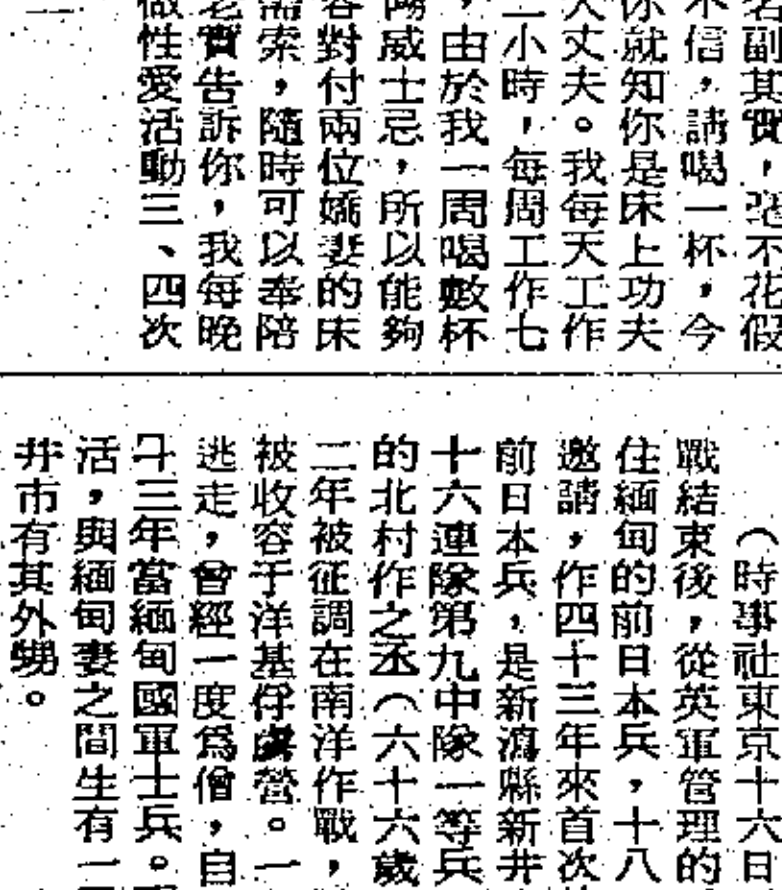 名副其實，決不花假
不信，請喝一杯，今
你就知你是床上功夫
大丈夫。我每天工作
二小時，每周工作七
，由於我一周喝數杯
陽威士忌，所以能夠
容對付兩位嬌妻的床
需索，隨時可以奉陪
老實告訴你，我每晚
做性愛活動三、四次
（時事社東京十六日
戰結束後，從英軍管理的
住緬甸的前日本兵，十八
邀請，作四十三年來首次
前日本兵，是新潟縣新井
十六連隊第九中隊一等兵
的北村作之丞（六十六歲
二年被征調在南洋作戰，
被收容于洋基俘虜營。一
逃走，曾經一度爲僧，自
三年當緬甸國軍士兵。
活，與緬甸妻之間生有一
井市有其外甥。